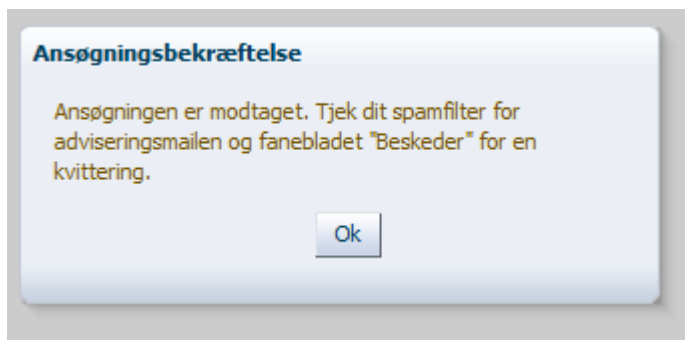 Ansøgningsbekræftelse
Ansøgningen er modtaget. Tjek dit spamfilter for
adviseringsmailen og fanebladet "Beskeder" for en
kvittering.
Ok